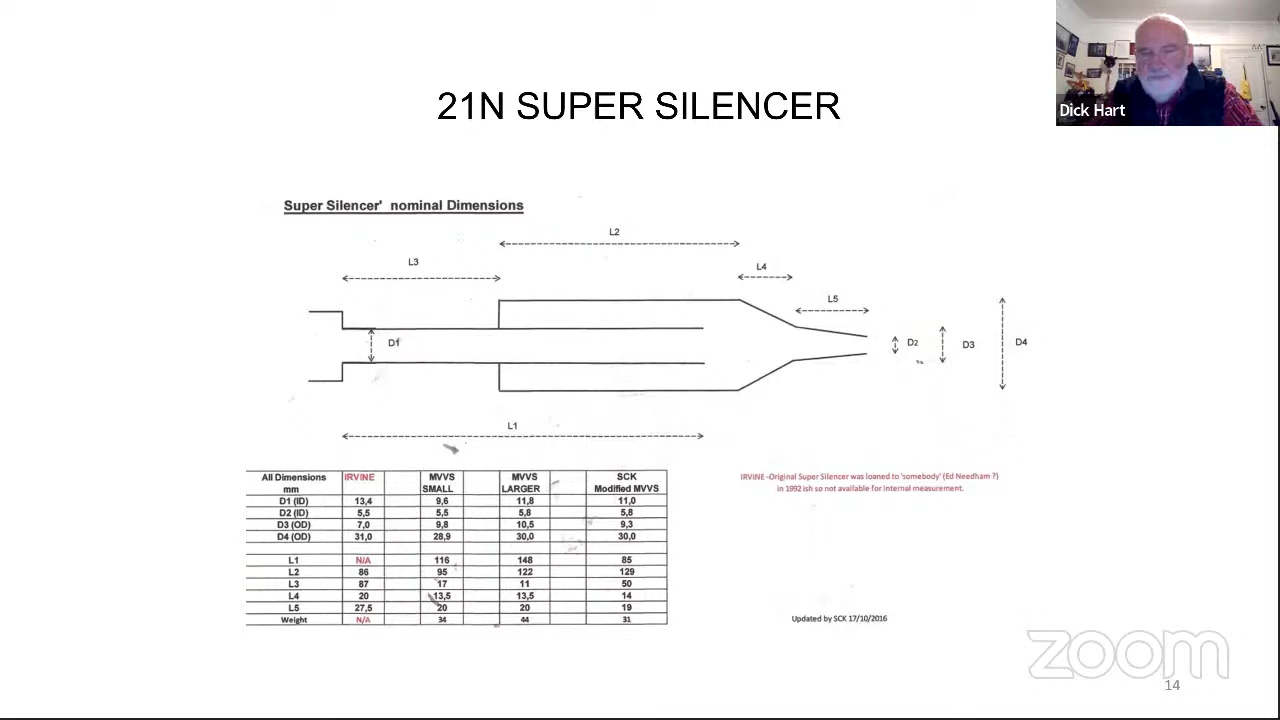 Dick Hart
21N SUPER SILENCER
Super Silencer' nominal Dimensions
L2
L3
L4
L5
D1
D2
D3
D4
L1
All Dimensions mm IRVINE MVVS SMALL MVVS LARGER SCK Modified MVVS
D1 (ID) 13,4 9,6 11,8 11,0
D2 (ID) 5,5 5,5 5,8 5,8
D3 (OD) 7,0 9,8 10,5 9,3
D4 (OD) 31,0 28,9 30,0 30,0
L1 N/A 116 148 85
L2 86 95 122 129
L3 87 17 11 50
L4 20 13,5 13,5 14
L5 27,5 20 20 19
Weight N/A 34 44 31
IRVINE -Original Super Silencer was loaned to 'somebody' (Ed Needham ?)
in 1992 ish so not available for internal measurement.
Updated by SCK 17/10/2016
zoom
14